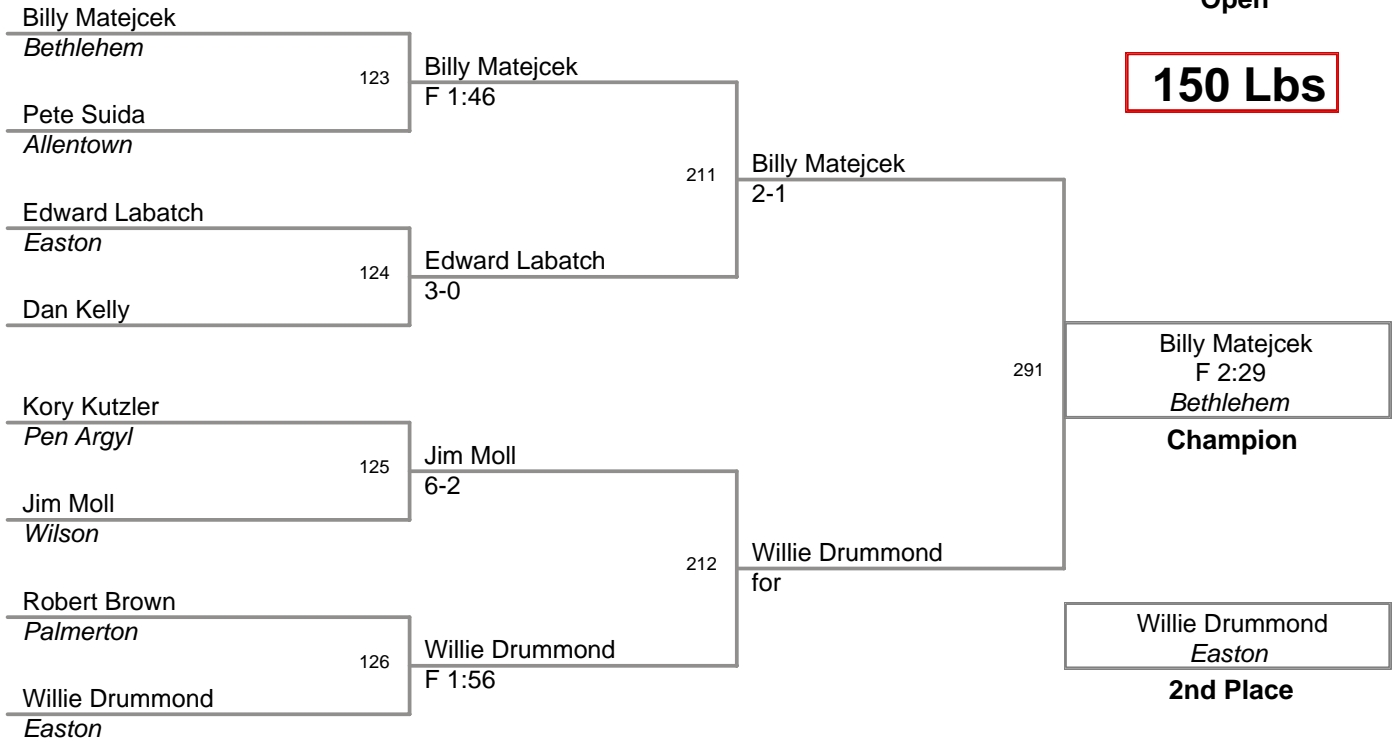 Open
150 Lbs
Billy Matejcek
Bethlehem
123
Pete Suida
Allentown
Edward Labatch
Easton
124
Dan Kelly
Kory Kutzler
Pen Argyl
125
Jim Moll
Wilson
Robert Brown
Palmerton
126
Willie Drummond
Easton
Billy Matejcek
F 1:46
211
Edward Labatch
3-0
Jim Moll
6-2
212
Willie Drummond
F 1:56
Billy Matejcek
2-1
291
Willie Drummond
for
Billy Matejcek
F 2:29
Bethlehem
Champion
Willie Drummond
Easton
2nd Place